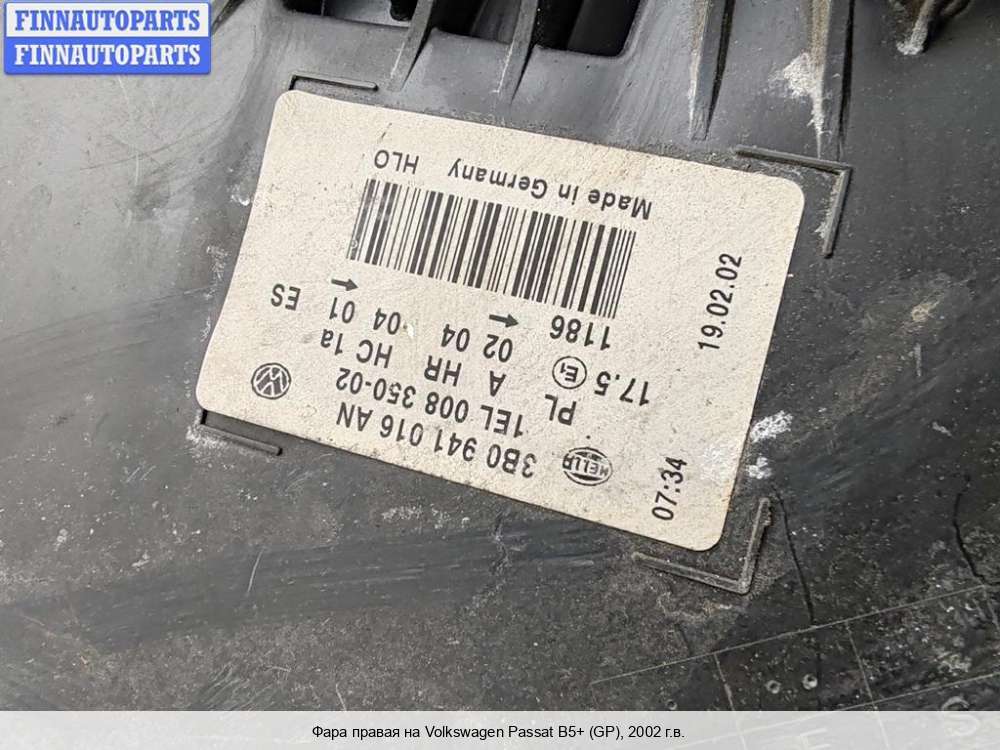 FINNAUTOPARTS
FINNAUTOPARTS
HELLA 3B0 941 016 AN
1EL 008 350-02
PL A HR HC 1a
17.5 E1 02 04 04 01 ES
1186
Made in Germany HLO
07:34 19.02.02
Фара правая на Volkswagen Passat B5+ (GP), 2002 г.в.